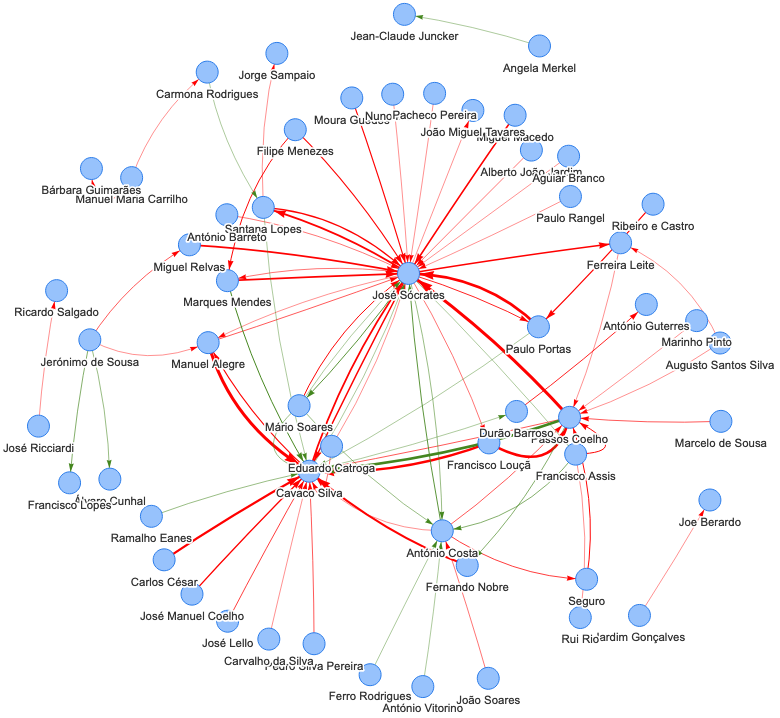 Jean-Claude Juncker
Angela Merkel
Jorge Sampaio
Carmona Rodrigues
Moura Guedes
Nuno
Pacheco Pereira
João Miguel Tavares
Miguel Macedo
Filipe Menezes
Alberto João Jardim
Aguiar Branco
Bárbara Guimarães
Manuel Maria Carrilho
Paulo Rangel
Santana Lopes
Ribeiro e Castro
António Barreto
Miguel Relvas
Ferreira Leite
Marques Mendes
José Sócrates
Ricardo Salgado
António Guterres
Marinho Pinto
Paulo Portas
Jerónimo de Sousa
Manuel Alegre
Augusto Santos Silva
Mário Soares
Durão Barroso
Passos Coelho
Marcelo de Sousa
José Ricciardi
Eduardo Catroga
Francisco Louçã
Francisco Assis
Cavaco Silva
Francisco Lopes
Álvaro Cunhal
Ramalho Eanes
António Costa
Carlos César
Fernando Nobre
José Manuel Coelho
Seguro
Joe Berardo
José Lello
Rui Rio
Jardim Gonçalves
Carvalho da Silva
Pedro Silva Pereira
Ferro Rodrigues
António Vitorino
João Soares